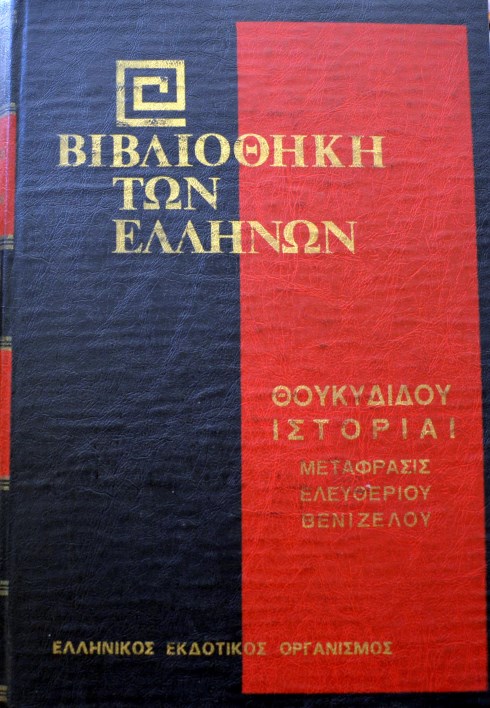 ΒΙΒΛΙΟΘΗΚΗ
ΤΩΝ
ΕΛΛΗΝΩΝ
ΘΟΥΚΥΔΙΔΟΥ
ΙΣΤΟΡΙΑΙ
ΜΕΤΑΦΡΑΣΙΣ
ΕΛΕΥΘΕΡΙΟΥ
ΒΕΝΙΖΕΛΟΥ
ΕΛΛΗΝΙΚΟΣ ΕΚΔΟΤΙΚΟΣ ΟΡΓΑΝΙΣΜΟΣ